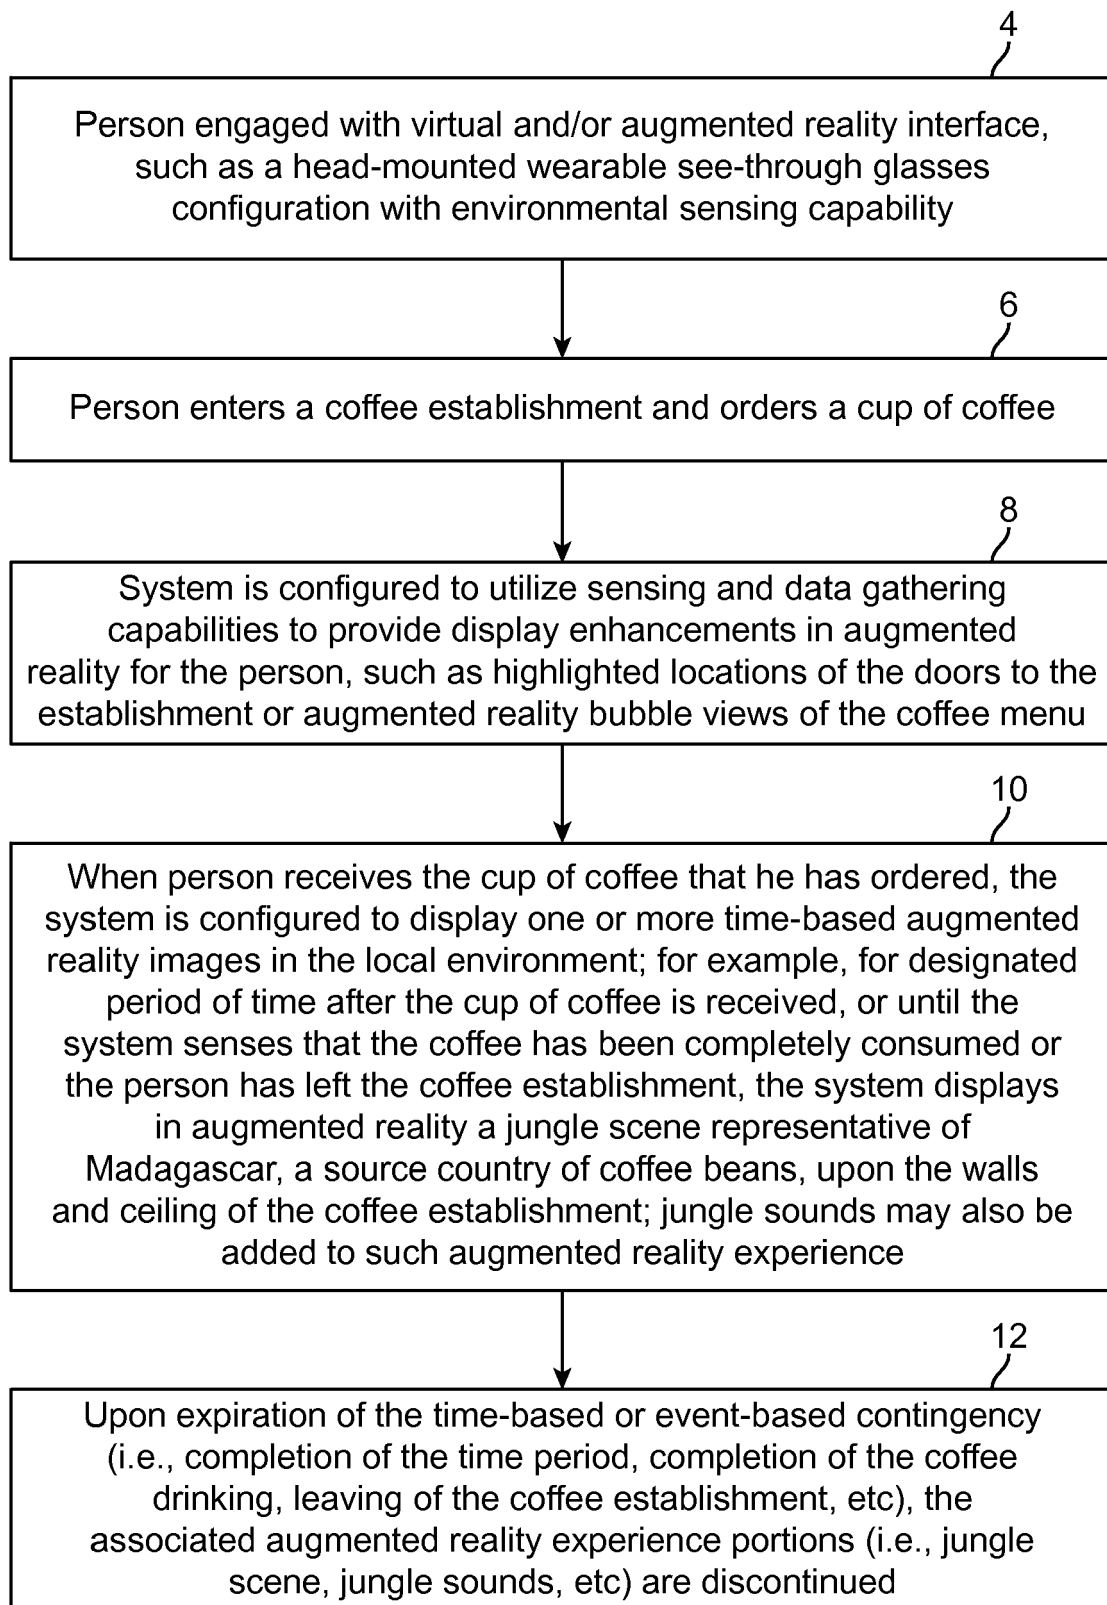 4
Person engaged with virtual and/or augmented reality interface,
such as a head-mounted wearable see-through glasses
configuration with environmental sensing capability
6
Person enters a coffee establishment and orders a cup of coffee
8
System is configured to utilize sensing and data gathering
capabilities to provide display enhancements in augmented
reality for the person, such as highlighted locations of the doors to the
establishment or augmented reality bubble views of the coffee menu
10
When person receives the cup of coffee that he has ordered, the
system is configured to display one or more time-based augmented
reality images in the local environment; for example, for designated
period of time after the cup of coffee is received, or until the
system senses that the coffee has been completely consumed or
the person has left the coffee establishment, the system displays
in augmented reality a jungle scene representative of
Madagascar, a source country of coffee beans, upon the walls
and ceiling of the coffee establishment; jungle sounds may also be
added to such augmented reality experience
12
Upon expiration of the time-based or event-based contingency
(i.e., completion of the time period, completion of the coffee
drinking, leaving of the coffee establishment, etc), the
associated augmented reality experience portions (i.e., jungle
scene, jungle sounds, etc) are discontinued